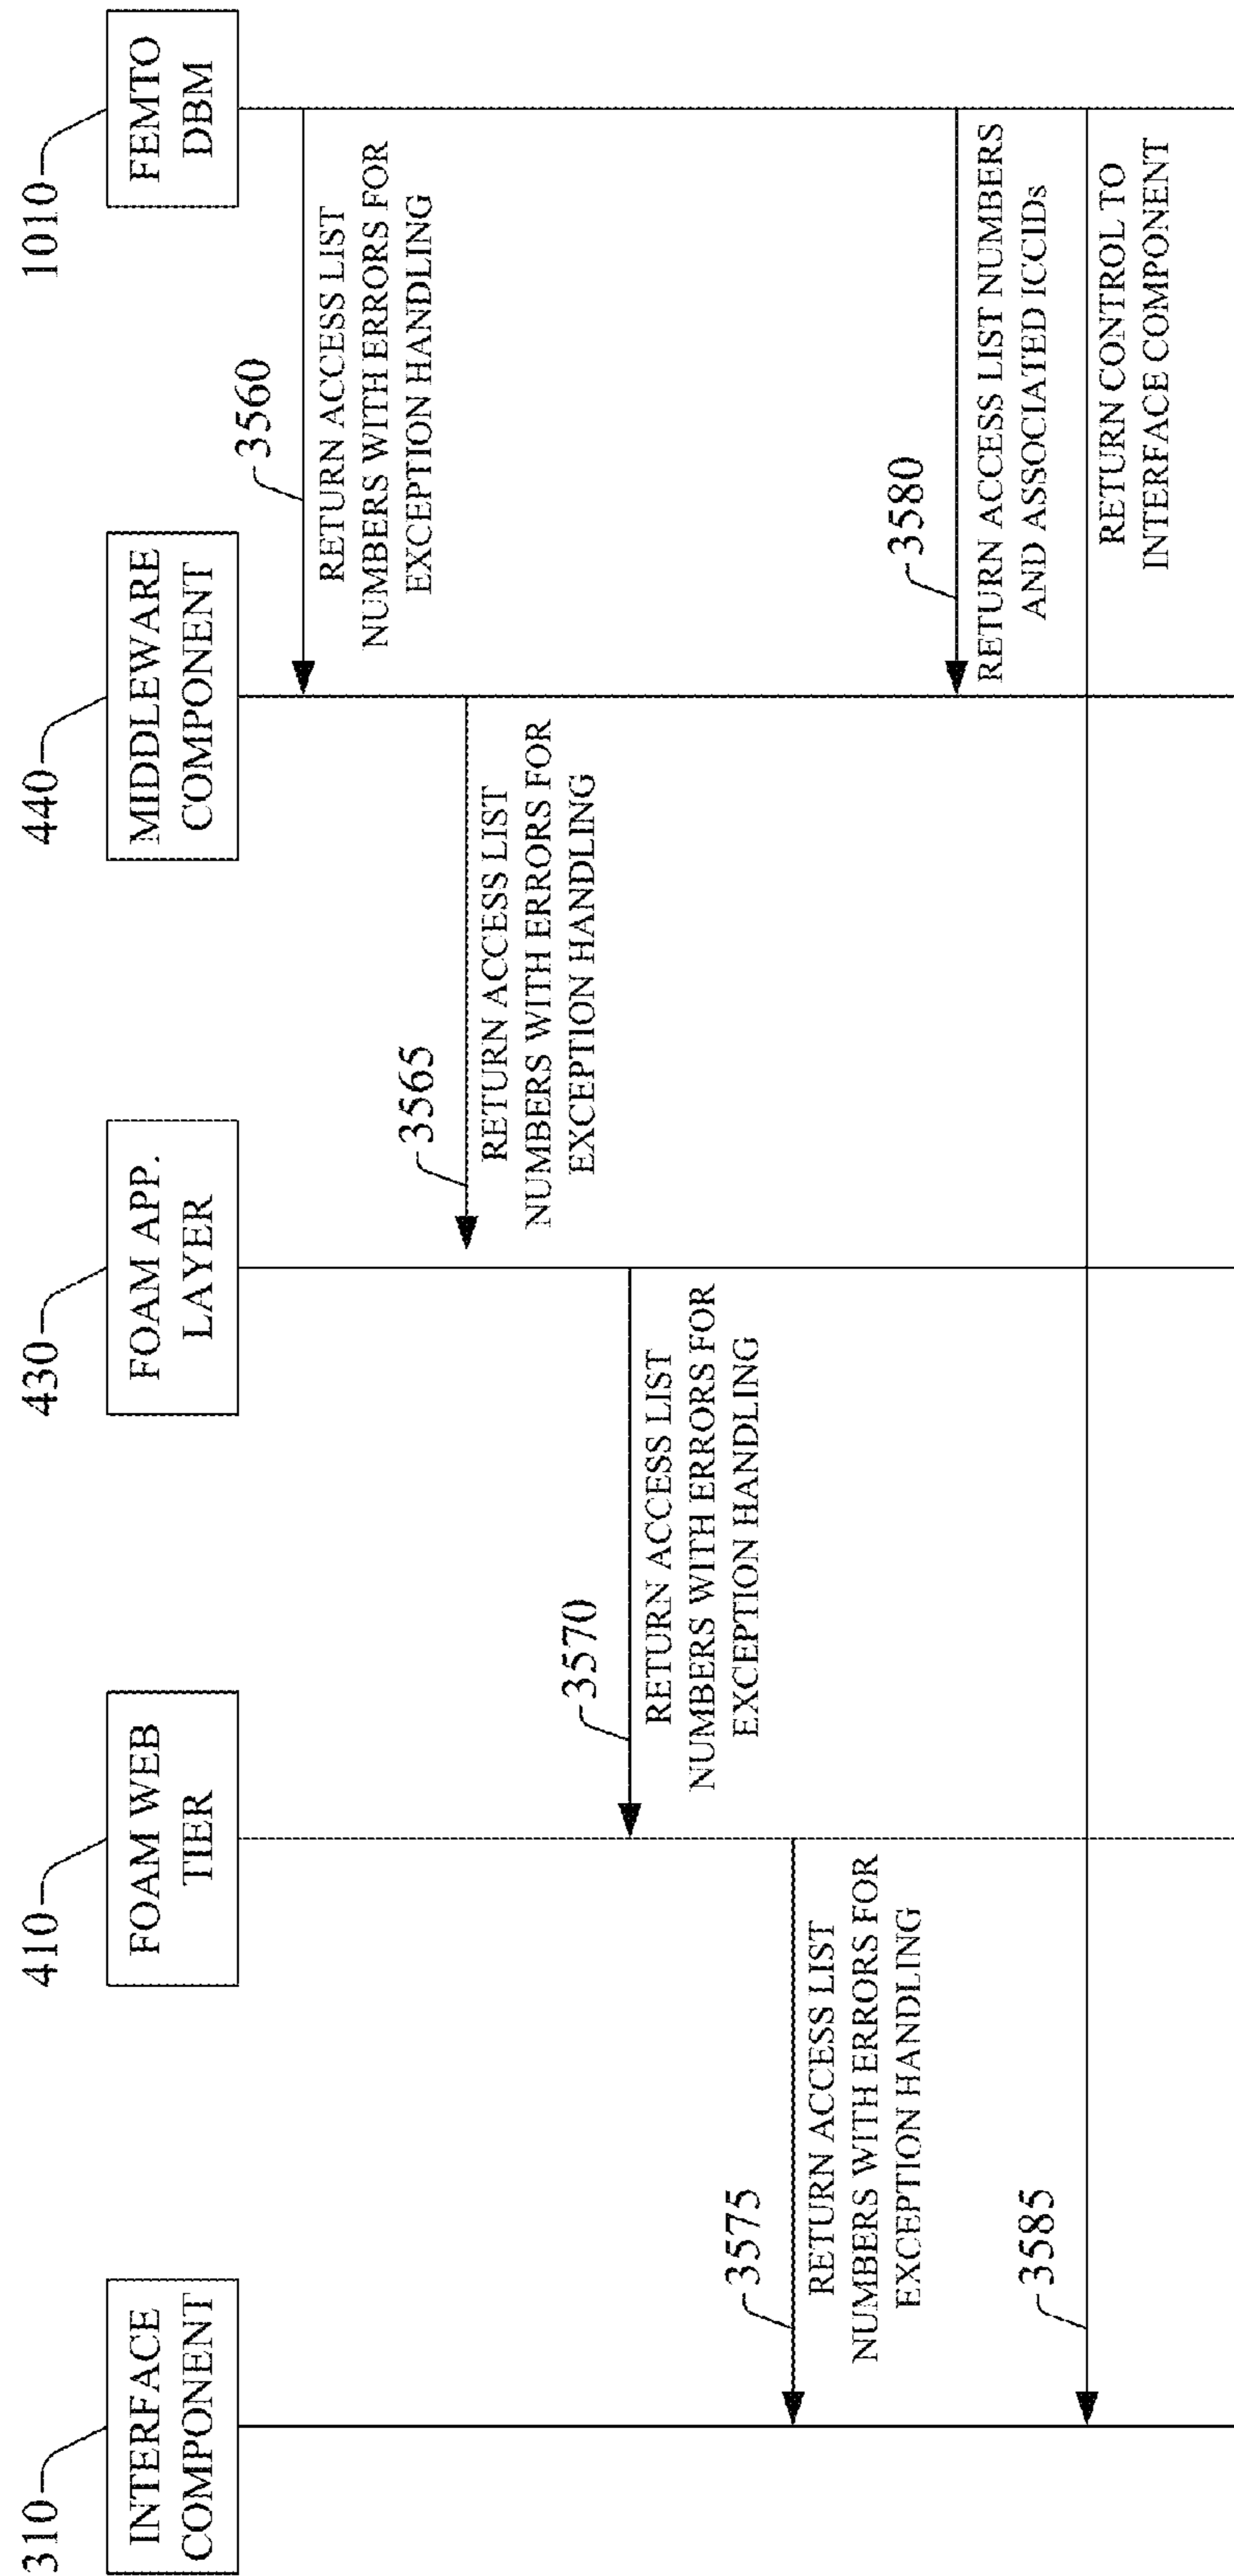 310
INTERFACE
COMPONENT
410
FOAM WEB
TIER
430
FOAM APP.
LAYER
440
MIDDLEWARE
COMPONENT
1010
FEMTO
DBM
3560
RETURN ACCESS LIST
NUMBERS WITH ERRORS FOR
EXCEPTION HANDLING
3565
RETURN ACCESS LIST
NUMBERS WITH ERRORS FOR
EXCEPTION HANDLING
3570
RETURN ACCESS LIST
NUMBERS WITH ERRORS FOR
EXCEPTION HANDLING
3575
RETURN ACCESS LIST
NUMBERS WITH ERRORS FOR
EXCEPTION HANDLING
3580
RETURN ACCESS LIST NUMBERS
AND ASSOCIATED ICCIDs
3585
RETURN CONTROL TO
INTERFACE COMPONENT